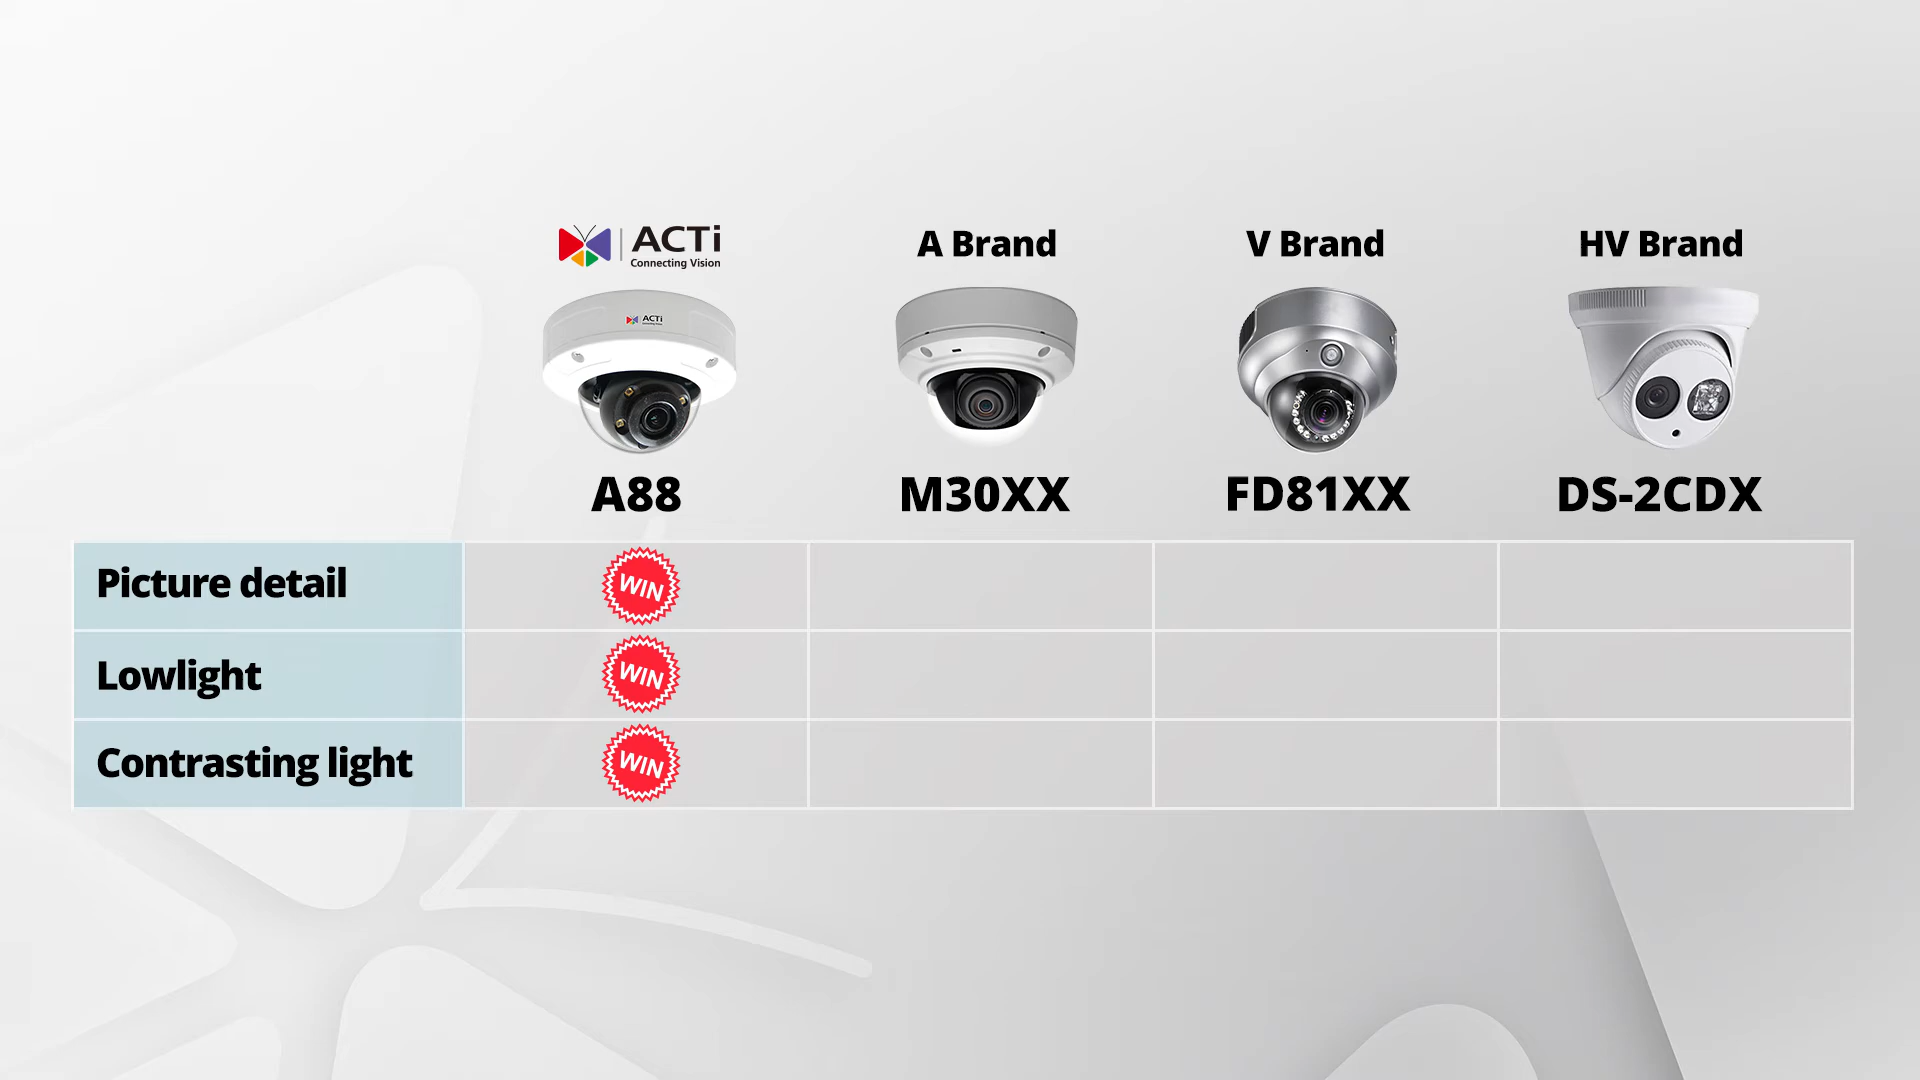 ACTi
Connecting Vision
A Brand
V Brand
HV Brand
ACTi
A88
M30XX
FD81XX
DS-2CDX
Picture detail
WIN
Lowlight
WIN
Contrasting light
WIN